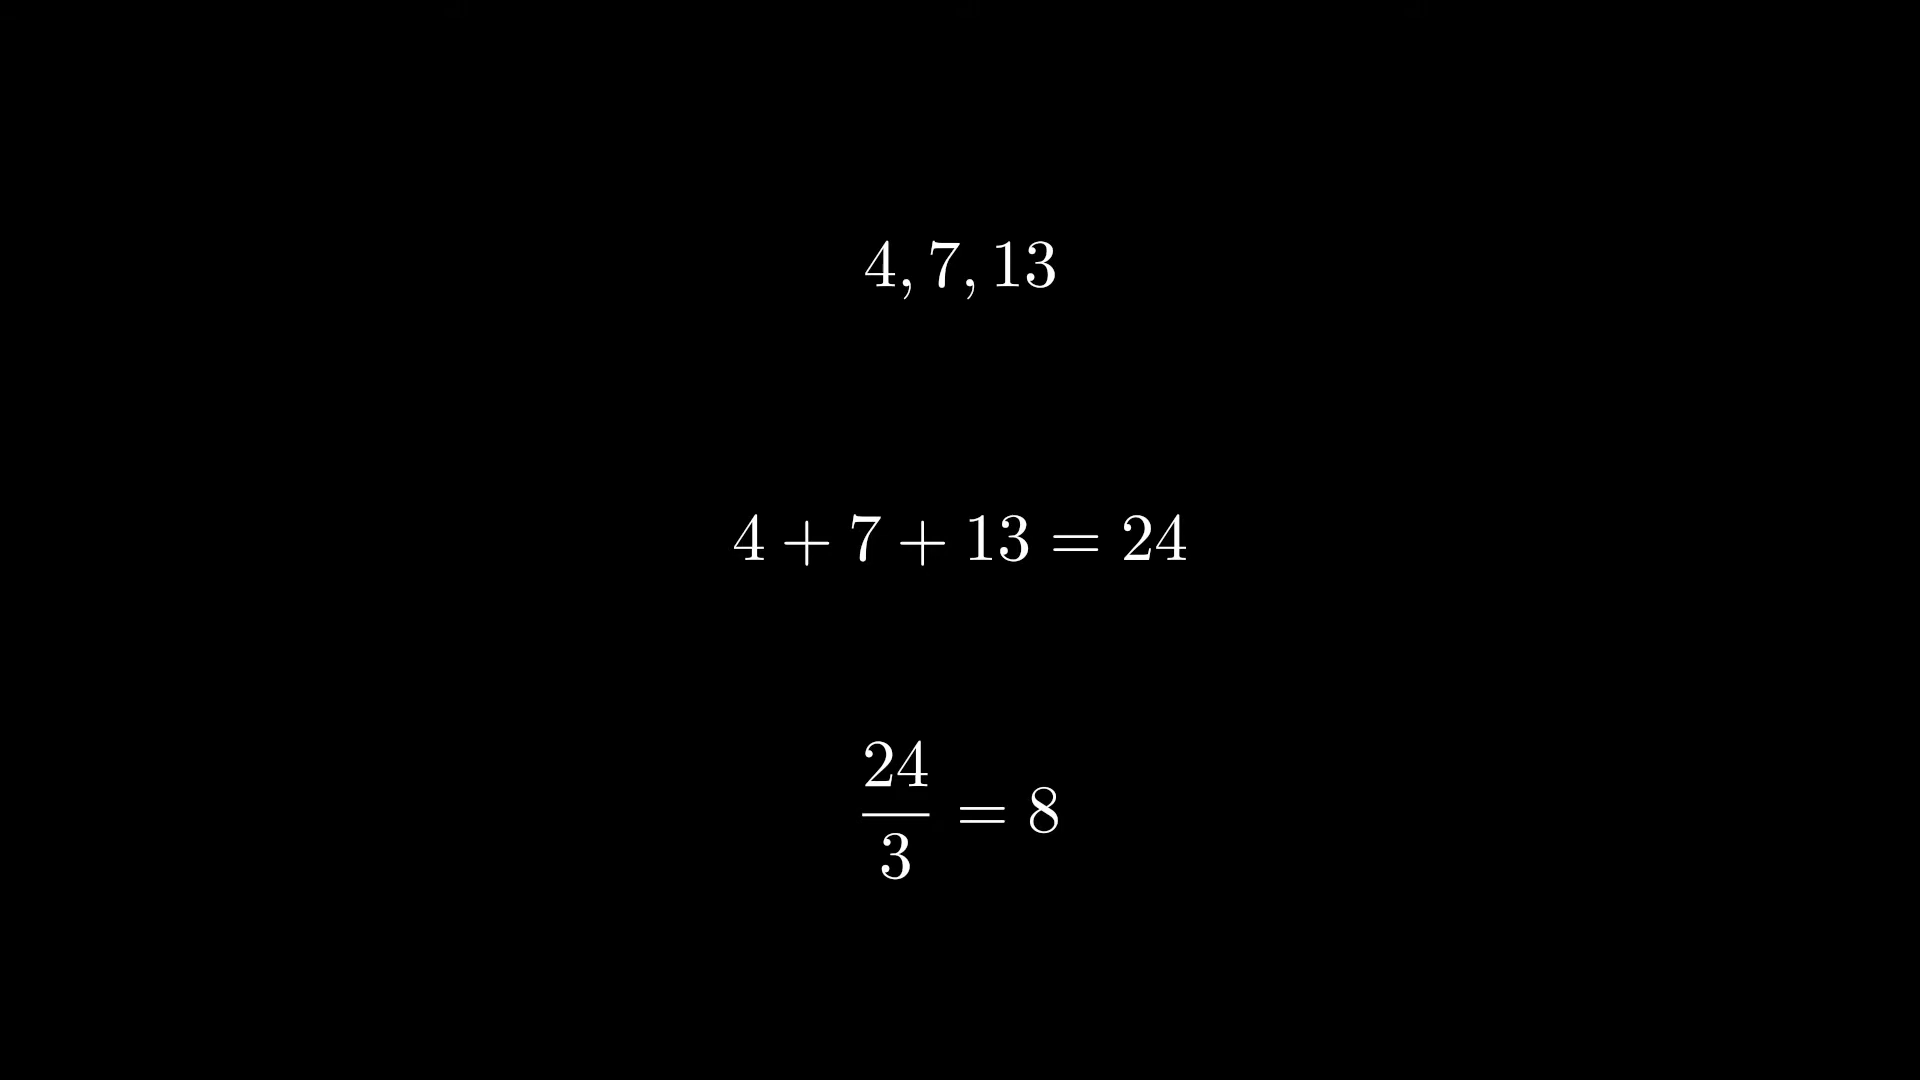 4, 7, 13
4 + 7 + 13 = 24
24/3 = 8